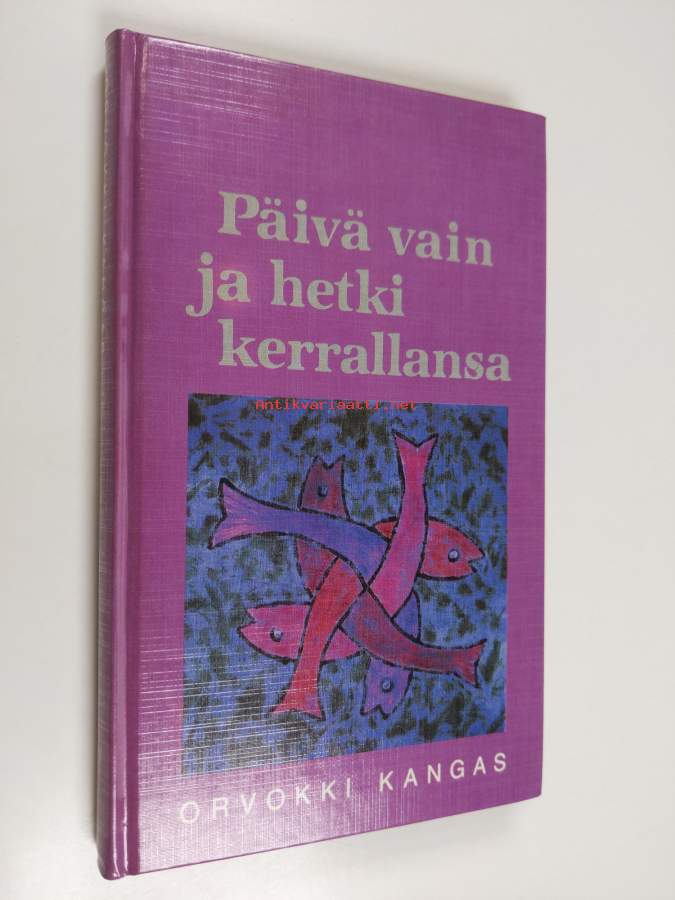 Päivä vain
ja hetki
kerrallansa
Antikvariaatti.net
ORVOKKI KANGAS